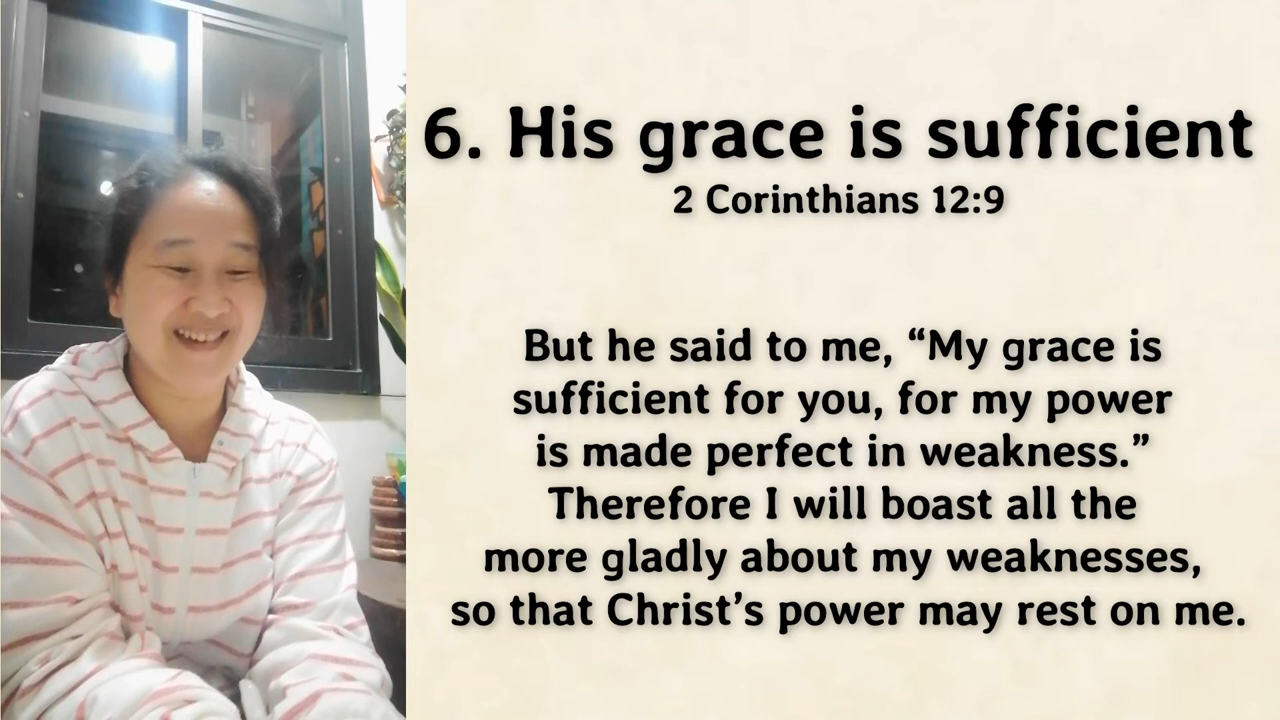 6. His grace is sufficient
2 Corinthians 12:9
But he said to me, “My grace is
sufficient for you, for my power
is made perfect in weakness.”
Therefore I will boast all the
more gladly about my weaknesses,
so that Christ’s power may rest on me.